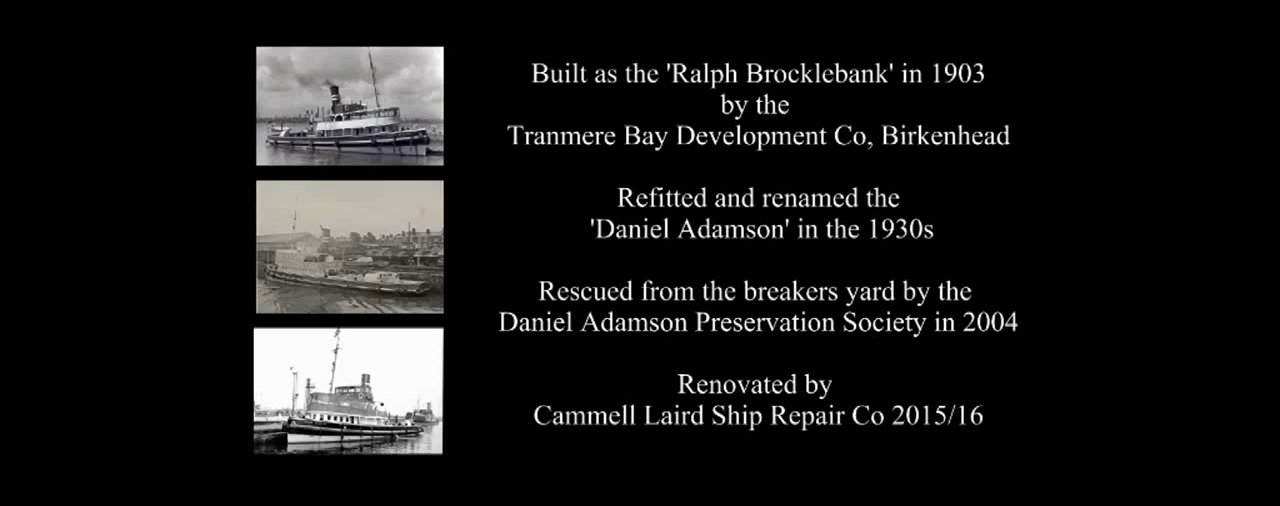 Built as the 'Ralph Brocklebank' in 1903
by the
Tranmere Bay Development Co, Birkenhead
Refitted and renamed the
'Daniel Adamson' in the 1930s
Rescued from the breakers yard by the
Daniel Adamson Preservation Society in 2004
Renovated by
Cammell Laird Ship Repair Co 2015/16